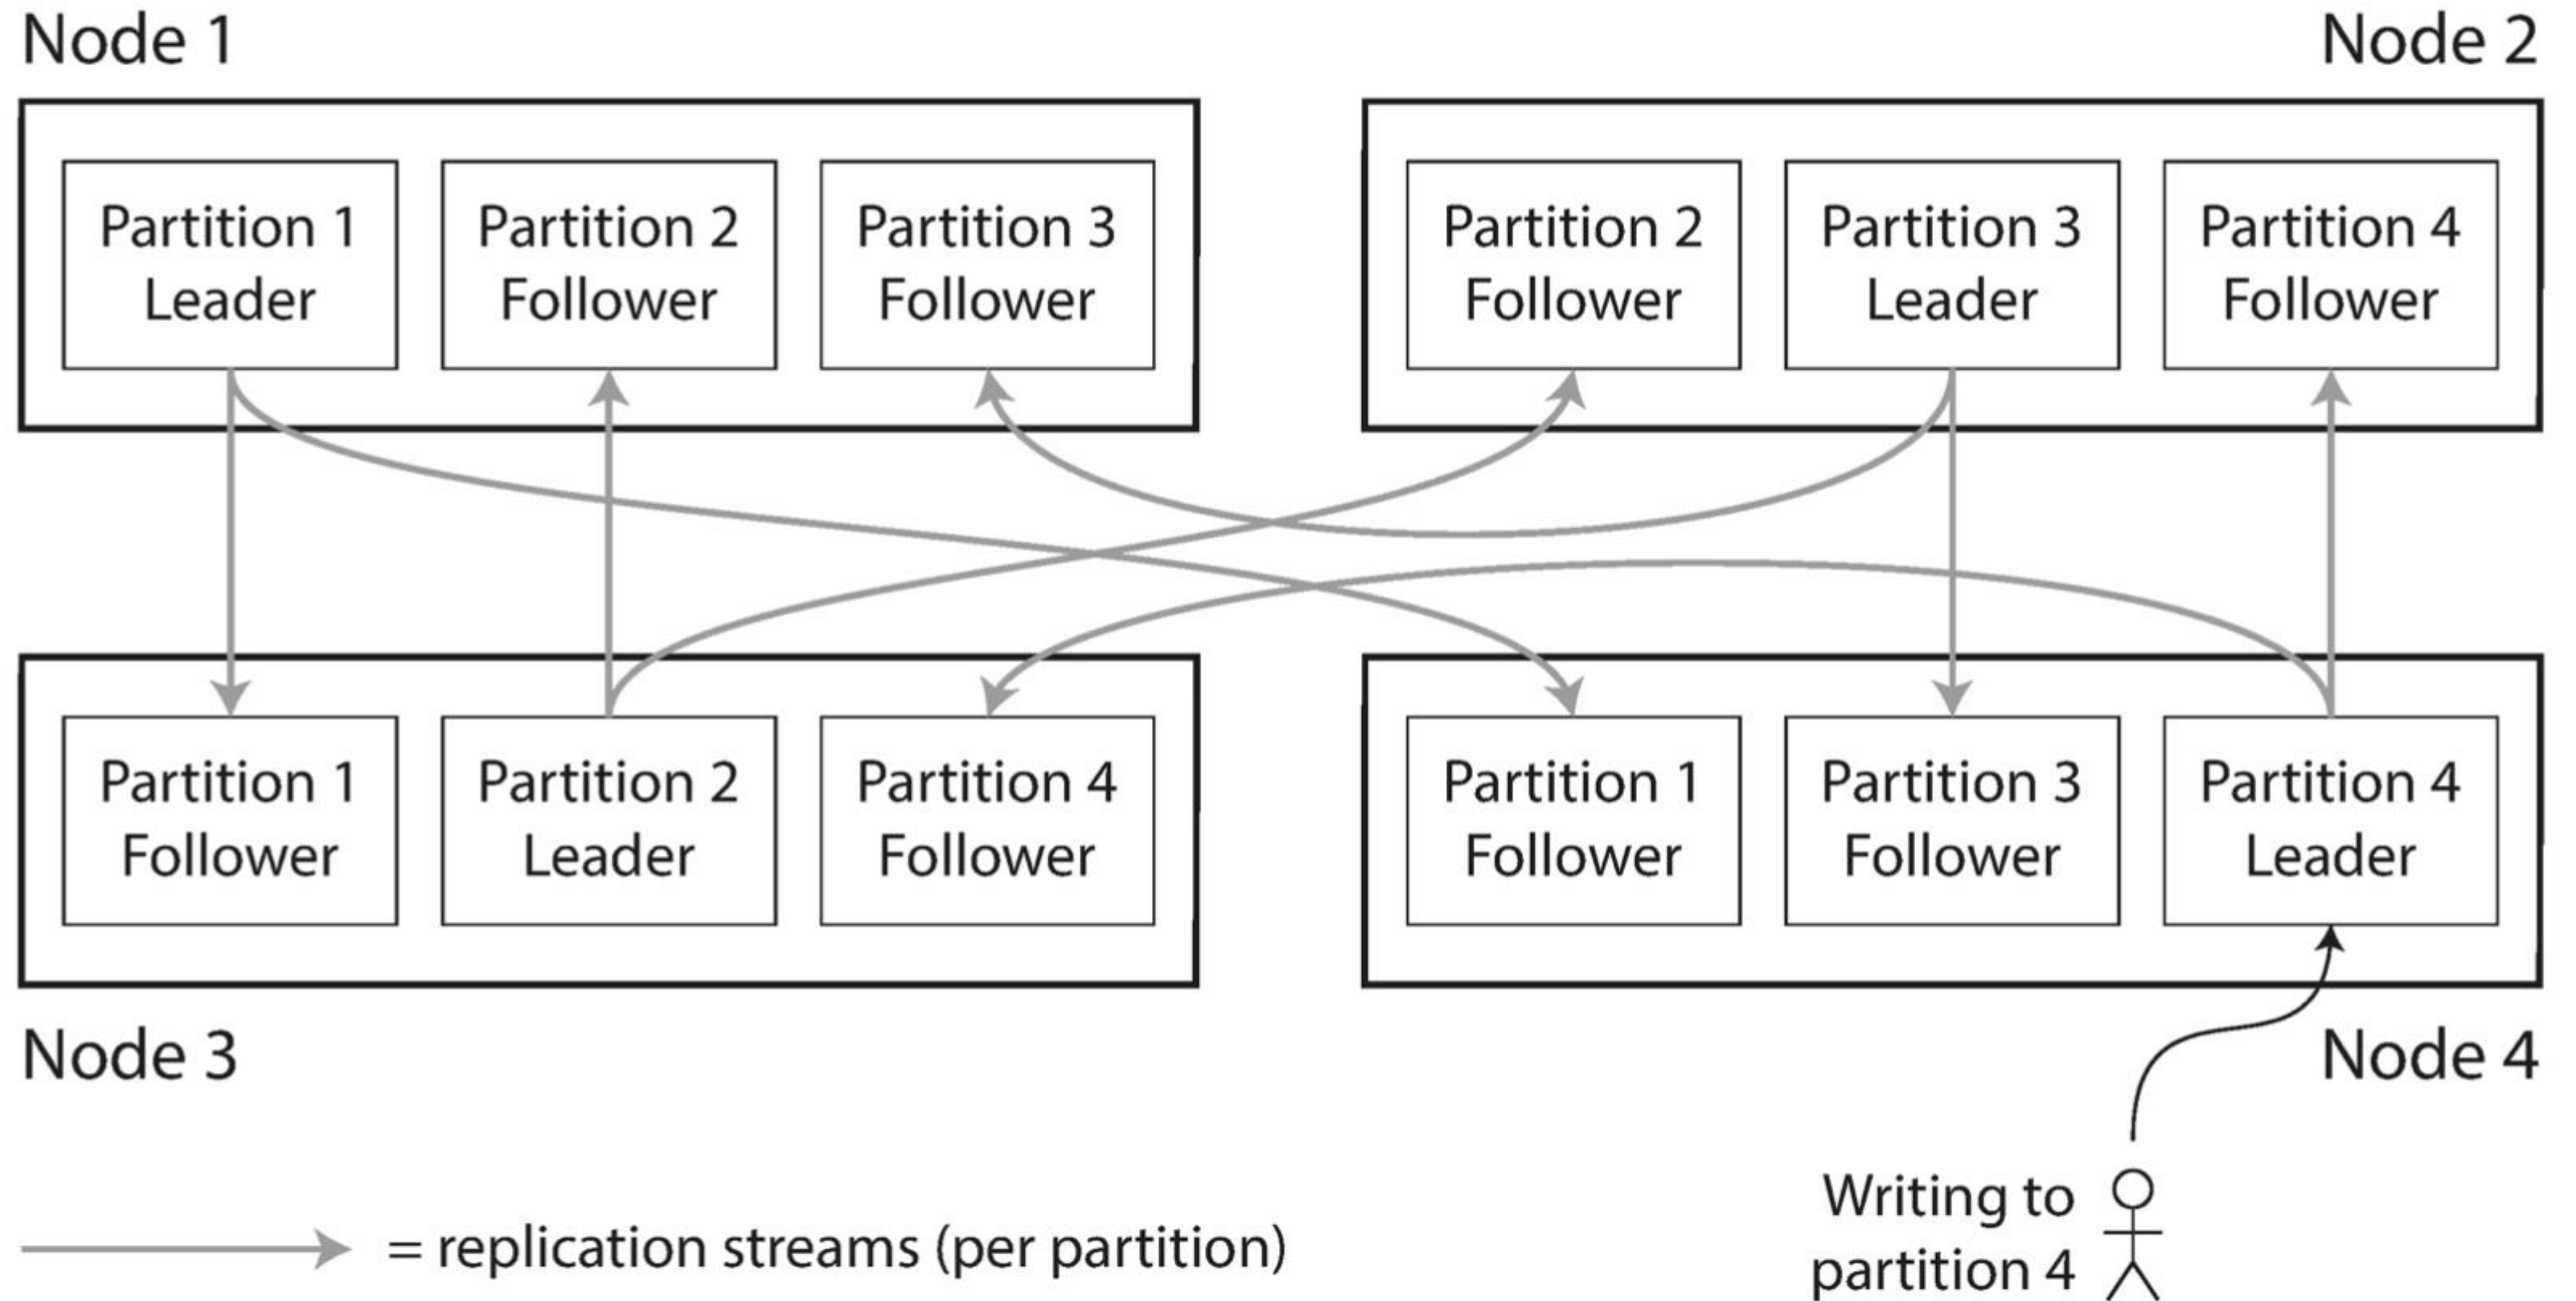 Node 1
Node 2
Partition 1
Leader
Partition 2
Follower
Partition 3
Follower
Partition 2
Follower
Partition 3
Leader
Partition 4
Follower
Partition 1
Follower
Partition 2
Leader
Partition 4
Follower
Partition 1
Follower
Partition 3
Follower
Partition 4
Leader
Node 3
Node 4
= replication streams (per partition)
Writing to
partition 4